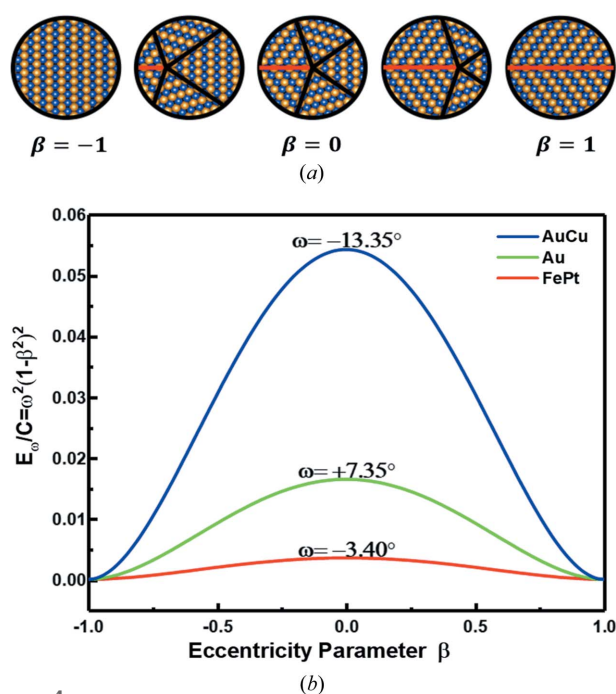 β = −1
β = 0
β = 1
(a)
0.06
0.05
0.04
0.03
0.02
0.01
0.00
E_ω/C=ω²(1-β²)²
ω= −13.35°
ω= +7.35°
ω= −3.40°
AuCu
Au
FePt
-1.0 -0.5 0.0 0.5 1.0
Eccentricity Parameter β
(b)